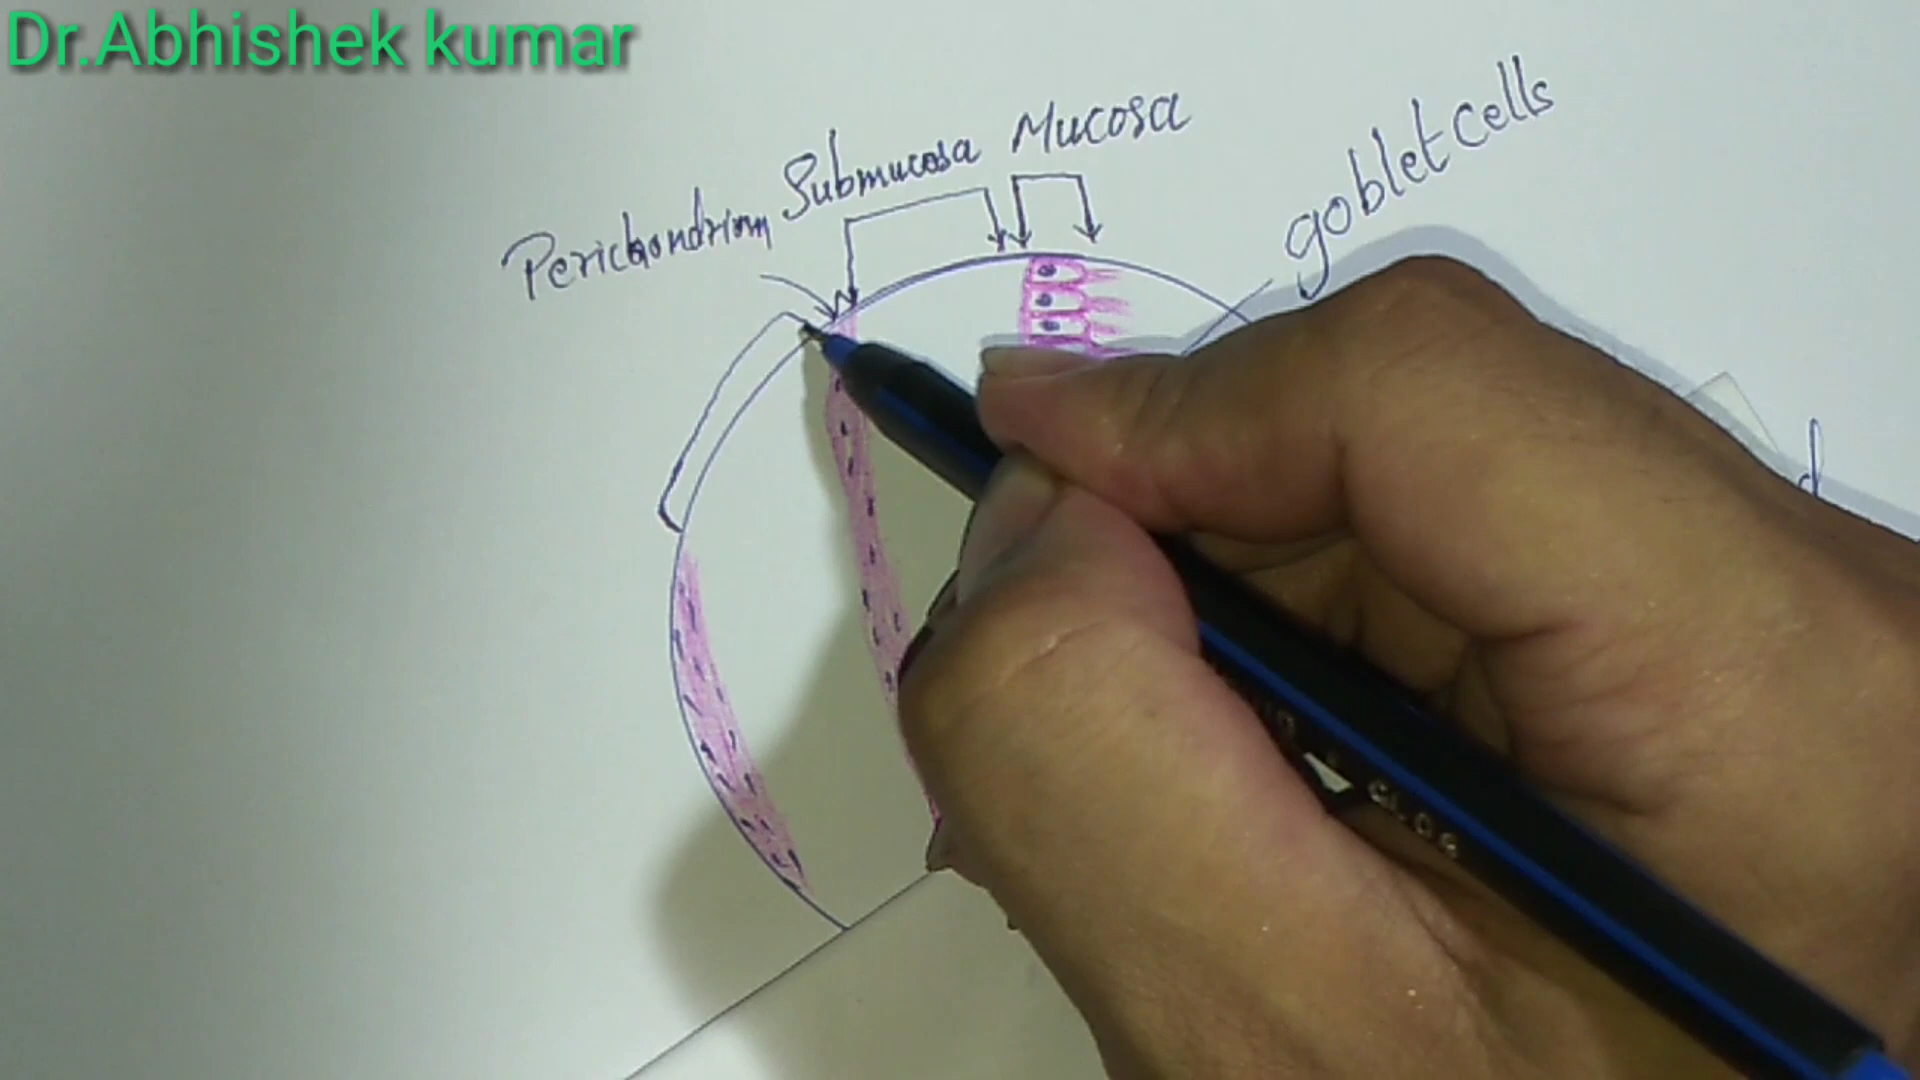 Dr.Abhishek kumar
Mucosa
Submucosa
Perichondrium
goblet cells